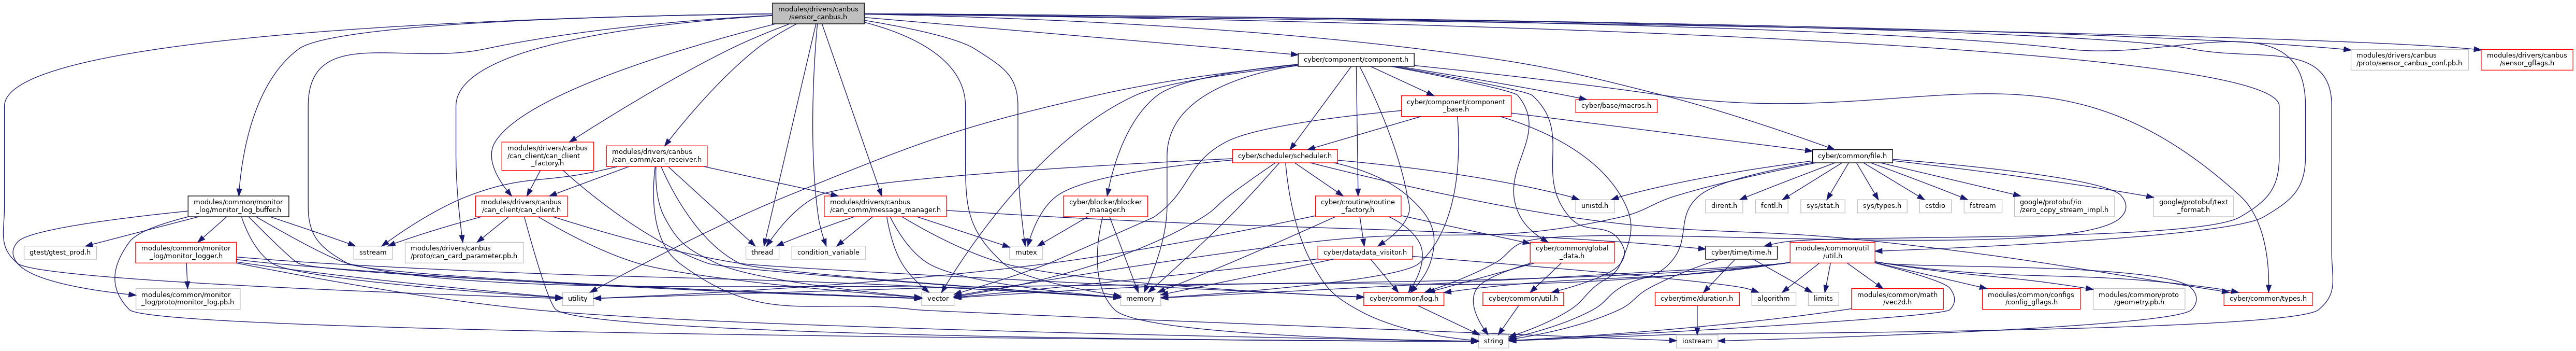 modules/drivers/canbus
/sensor_canbus.h
cyber/component/component.h
modules/drivers/canbus
/proto/sensor_canbus_conf.pb.h
modules/drivers/canbus
/sensor_gflags.h
cyber/component/component
_base.h
cyber/base/macros.h
modules/drivers/canbus
/can_client/can_client
_factory.h
modules/drivers/canbus
/can_comm/can_receiver.h
cyber/scheduler/scheduler.h
cyber/common/file.h
modules/common/monitor
_log/monitor_log_buffer.h
modules/drivers/canbus
/can_client/can_client.h
modules/drivers/canbus
/can_comm/message_manager.h
cyber/blocker/blocker
_manager.h
cyber/croutine/routine
_factory.h
unistd.h
dirent.h
fcntl.h
sys/stat.h
sys/types.h
cstdio
fstream
google/protobuf/io
/zero_copy_stream_impl.h
google/protobuf/text
_format.h
gtest/gtest_prod.h
modules/common/monitor
_log/monitor_logger.h
sstream
modules/drivers/canbus
/proto/can_card_parameter.pb.h
thread
condition_variable
mutex
cyber/data/data_visitor.h
cyber/common/global
_data.h
cyber/time/time.h
modules/common/util
/util.h
modules/common/monitor
_log/proto/monitor_log.pb.h
utility
vector
memory
cyber/common/log.h
cyber/common/util.h
cyber/time/duration.h
algorithm
limits
modules/common/math
/vec2d.h
modules/common/configs
/config_gflags.h
modules/common/proto
/geometry.pb.h
cyber/common/types.h
string
iostream